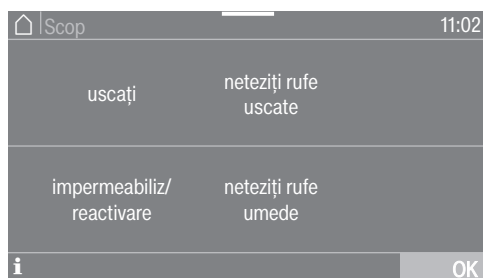 Scop
11:02
uscați
neteziți rufe
uscate
impermeabiliz/
reactivare
neteziți rufe
umede
i
OK